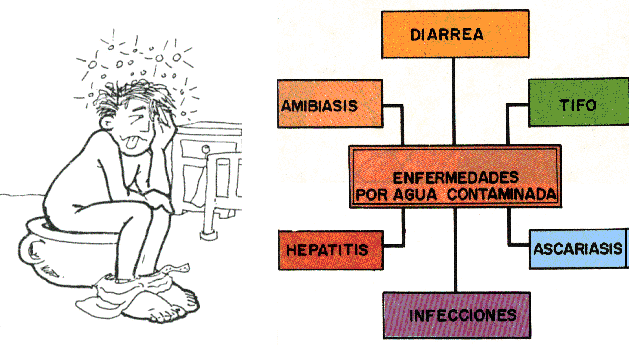 DIARREA
AMIBIASIS
TIFO
ENFERMEDADES
POR AGUA CONTAMINADA
HEPATITIS
ASCARIASIS
INFECCIONES